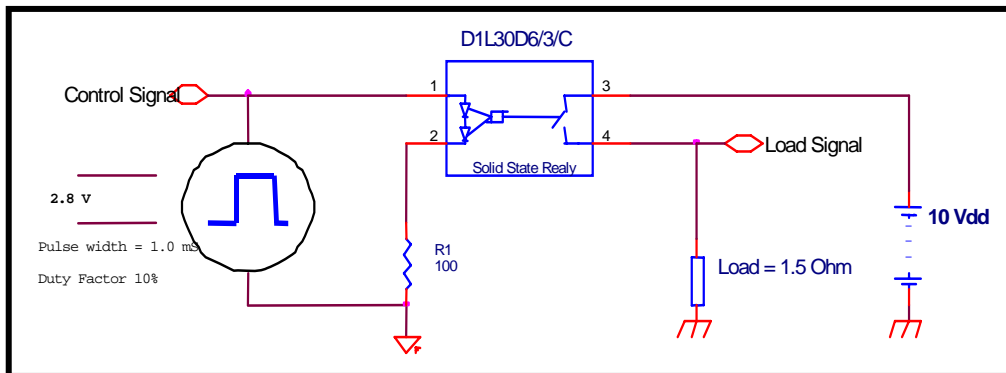 D1L30D6/3/C
Control Signal
1
2
3
4
Solid State Realy
Load Signal
2.8 V
Pulse width = 1.0 mS
Duty Factor 10%
R1
100
Load = 1.5 Ohm
10 Vdd